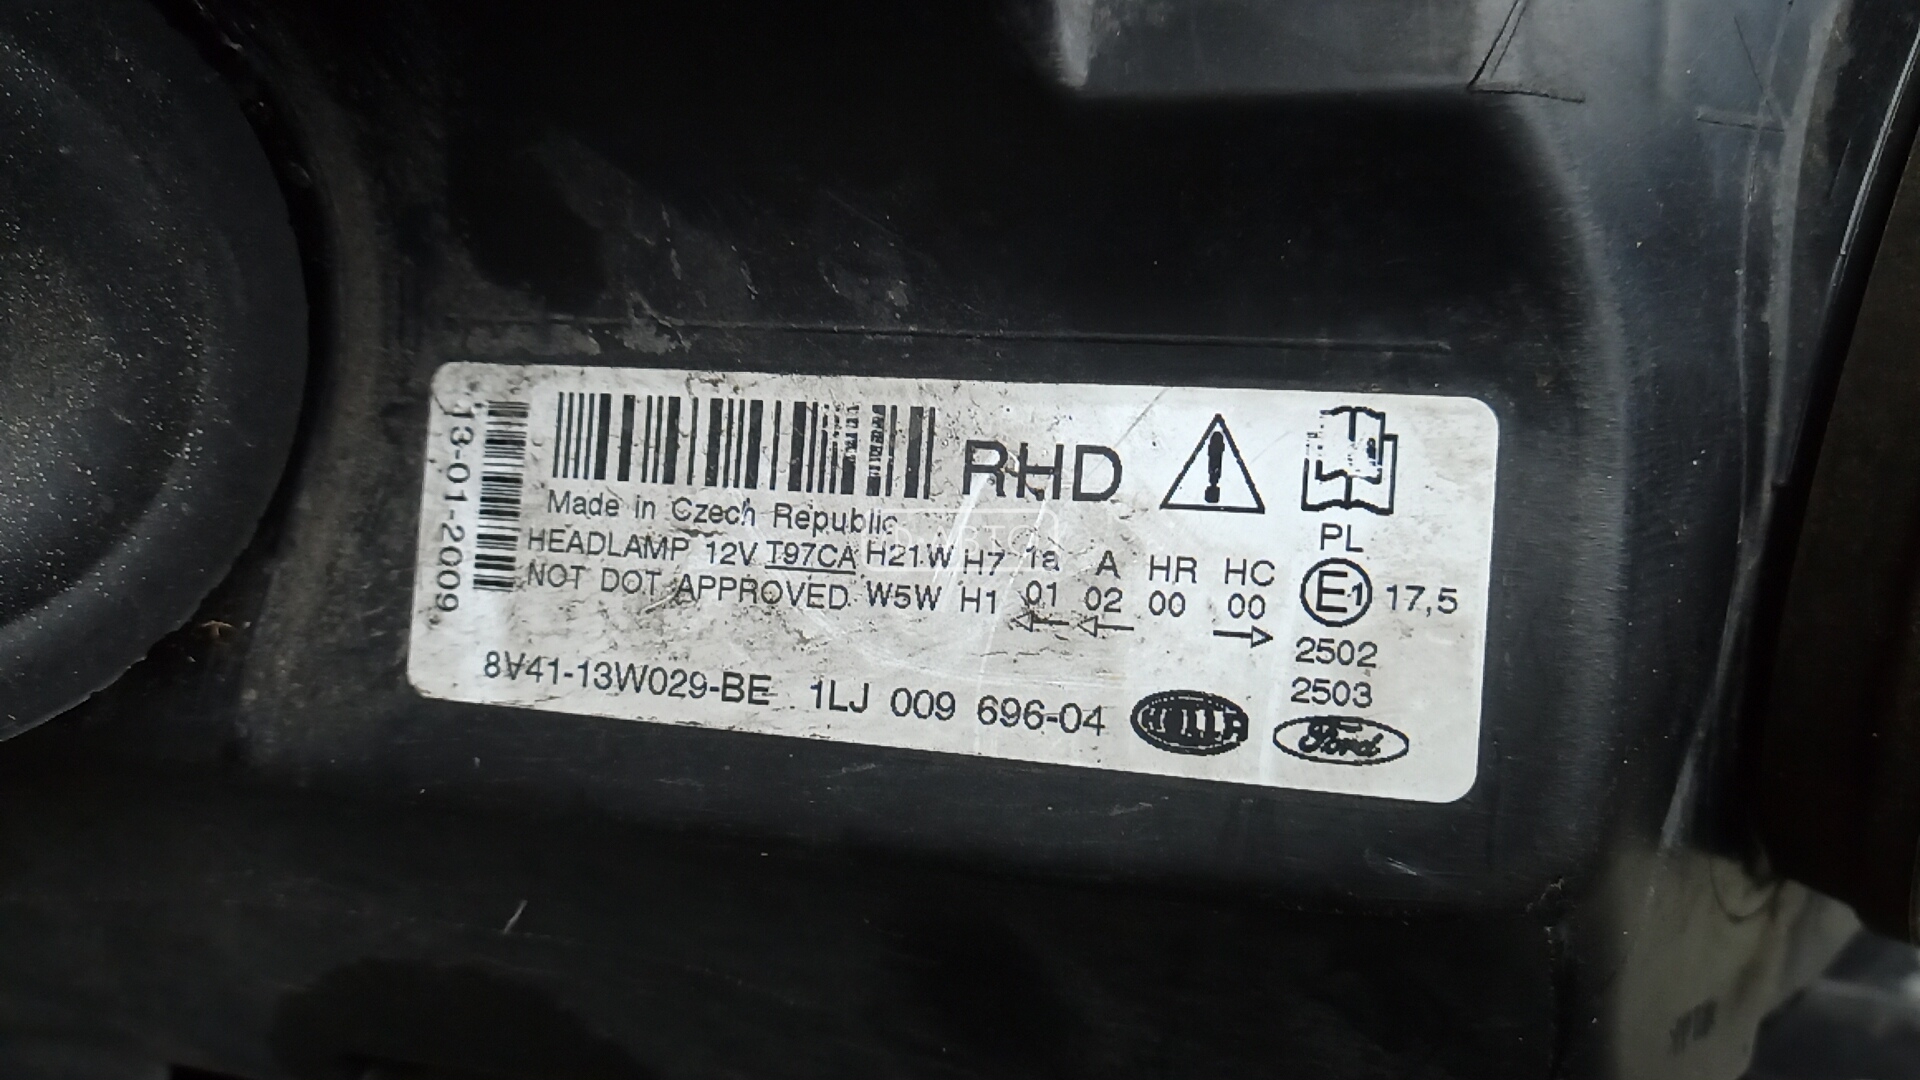 13-01-2009
RHD
Made in Czech Republic
HEADLAMP 12V T97CA H21W H7 1a A HR HC
NOT DOT APPROVED W5W H1 01 02 00 00
PL
E1 17,5
2502
2503
8V41-13W029-BE 1LJ 009 696-04
HELLA
Ford